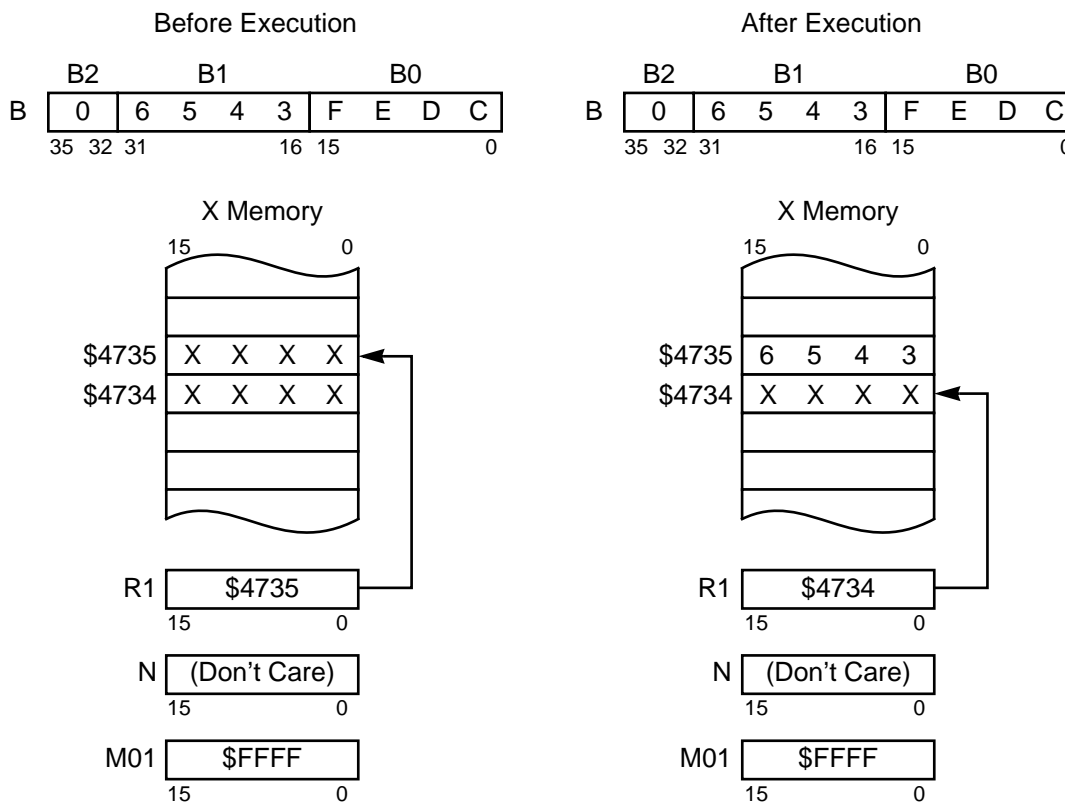 Before Execution
B2 B1 B0
B 0 6 5 4 3 F E D C
35 32 31 16 15 0
X Memory
15 0
$4735 X X X X
$4734 X X X X
R1 $4735
15 0
N (Don't Care)
15 0
M01 $FFFF
15 0
After Execution
B2 B1 B0
B 0 6 5 4 3 F E D C
35 32 31 16 15 0
X Memory
15 0
$4735 6 5 4 3
$4734 X X X X
R1 $4734
15 0
N (Don't Care)
15 0
M01 $FFFF
15 0